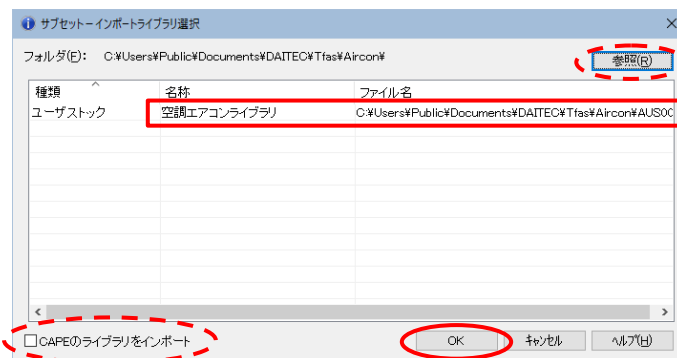 サブセットーインポートライブラリ選択
フォルダ(F): C:¥Users¥Public¥Documents¥DAITEC¥Tfas¥Aircon¥ 参照(R)
種類 名称 ファイル名
ユーザストック 空調エアコンライブラリ C:¥Users¥Public¥Documents¥DAITEC¥Tfas¥Aircon¥AUS00
CAPEのライブラリをインポート OK キャンセル ヘルプ(H)